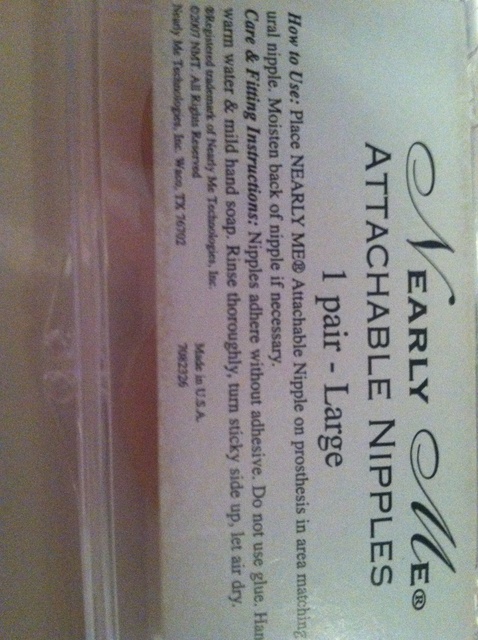 NEARLY ME®
ATTACHABLE NIPPLES
1 pair - Large
How to Use: Place NEARLY ME® Attachable Nipple on prosthesis in area matching
ural nipple. Moisten back of nipple if necessary.
Care & Fitting Instructions: Nipples adhere without adhesive. Do not use glue. Han
warm water & mild hand soap. Rinse thoroughly, turn sticky side up, let air dry.
®Registered trademark of Nearly Me Technologies, Inc.
©2007 NMT. All Rights Reserved
Nearly Me Technologies, Inc. Waco, TX 76702
Made in U.S.A.
7082326